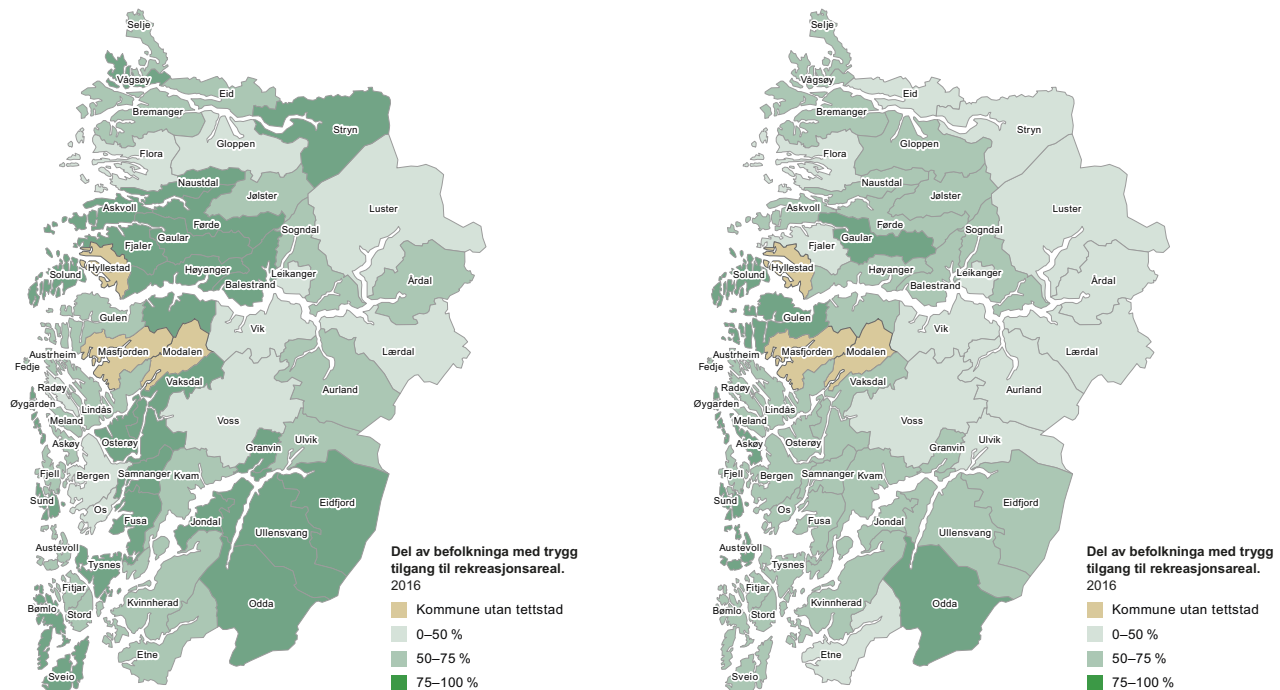 Selje
Vågsøy
Eid
Bremanger
Stryn
Gloppen
Flora
Naustdal
Jølster
Askvoll
Luster
Førde
Sogndal
Gaular
Fjaler
Hyllestad
Solund
Høyanger
Leikanger
Årdal
Balestrand
Gulen
Vik
Masfjorden
Modalen
Lærdal
Austrheim
Fedje
Vaksdal
Radøy
Aurland
Øygarden
Lindås
Meland
Voss
Askøy
Osterøy
Ulvik
Granvin
Fjell
Bergen
Samnanger
Kvam
Sund
Eidfjord
Os
Fusa
Jondal
Ullensvang
Austevoll
Tysnes
Fitjar
Kvinnherad
Odda
Bømlo
Stord
Etne
Sveio
Del av befolkninga med trygg
tilgang til rekreasjonsareal.
2016
Kommune utan tettstad
0–50 %
50–75 %
75–100 %
Selje
Vågsøy
Eid
Bremanger
Stryn
Gloppen
Flora
Naustdal
Jølster
Askvoll
Luster
Førde
Sogndal
Gaular
Fjaler
Hyllestad
Solund
Høyanger
Leikanger
Årdal
Balestrand
Gulen
Vik
Masfjorden
Modalen
Lærdal
Austrheim
Fedje
Vaksdal
Radøy
Aurland
Øygarden
Lindås
Meland
Voss
Askøy
Osterøy
Ulvik
Granvin
Fjell
Bergen
Samnanger
Kvam
Sund
Eidfjord
Os
Fusa
Jondal
Ullensvang
Austevoll
Tysnes
Fitjar
Kvinnherad
Odda
Bømlo
Stord
Etne
Sveio
Del av befolkninga med trygg
tilgang til rekreasjonsareal.
2016
Kommune utan tettstad
0–50 %
50–75 %
75–100 %